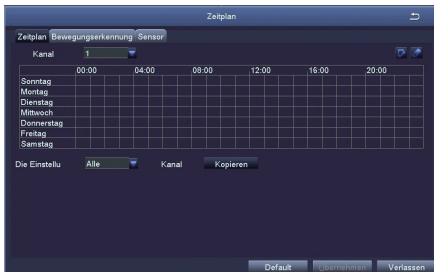 Zeitplan
Zeitplan Bewegungserkennung Sensor
Kanal 1
00:00 04:00 08:00 12:00 16:00 20:00
Sonntag
Montag
Dienstag
Mittwoch
Donnerstag
Freitag
Samstag
Die Einstellu Alle Kanal Kopieren
Default Übernehmen Verlassen